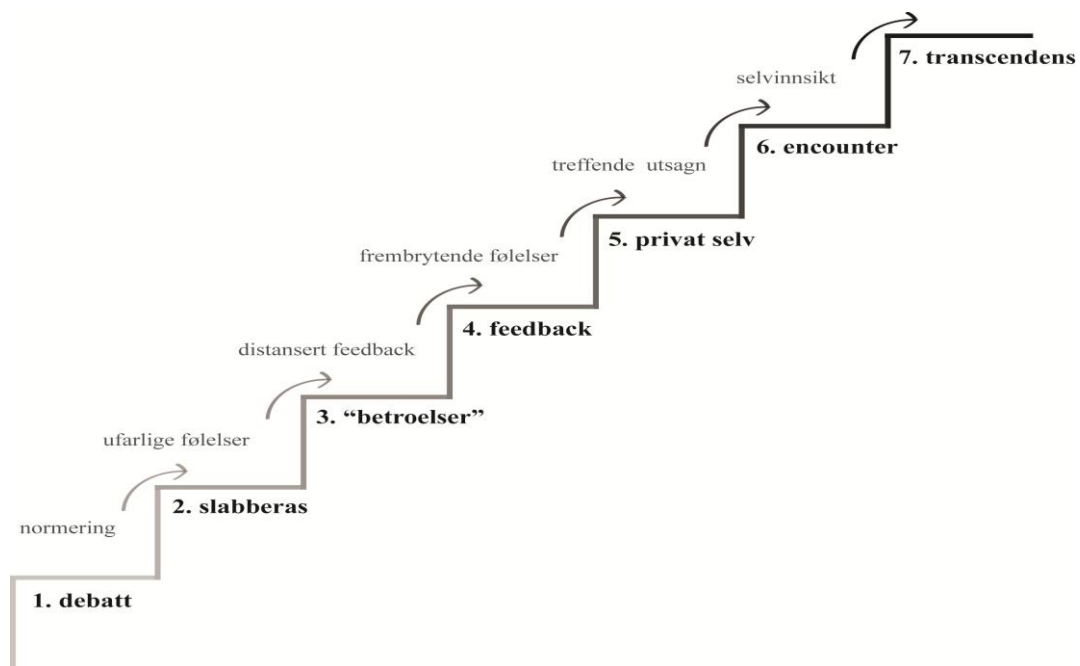 7. transcendens
selvinnsikt
6. encounter
treffende utsagn
5. privat selv
frembrytende følelser
4. feedback
distansert feedback
3. “betroelser”
ufarlige følelser
2. slabberas
normering
1. debatt